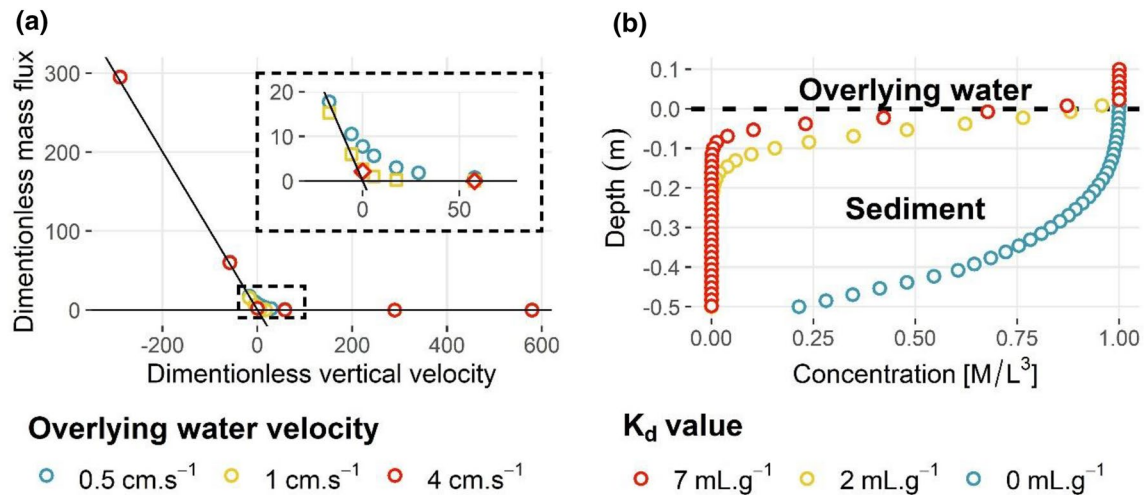 (a)
Dimentionless mass flux
300
200
100
0
20
10
0
0 50
-200 0 200 400 600
Dimentionless vertical velocity
Overlying water velocity
0.5 cm.s⁻¹ 1 cm.s⁻¹ 4 cm.s⁻¹
(b)
Depth (m)
0.1
0.0
-0.1
-0.2
-0.3
-0.4
-0.5
Overlying water
Sediment
0.00 0.25 0.50 0.75 1.00
Concentration [M/L³]
K_d value
7 mL.g⁻¹ 2 mL.g⁻¹ 0 mL.g⁻¹